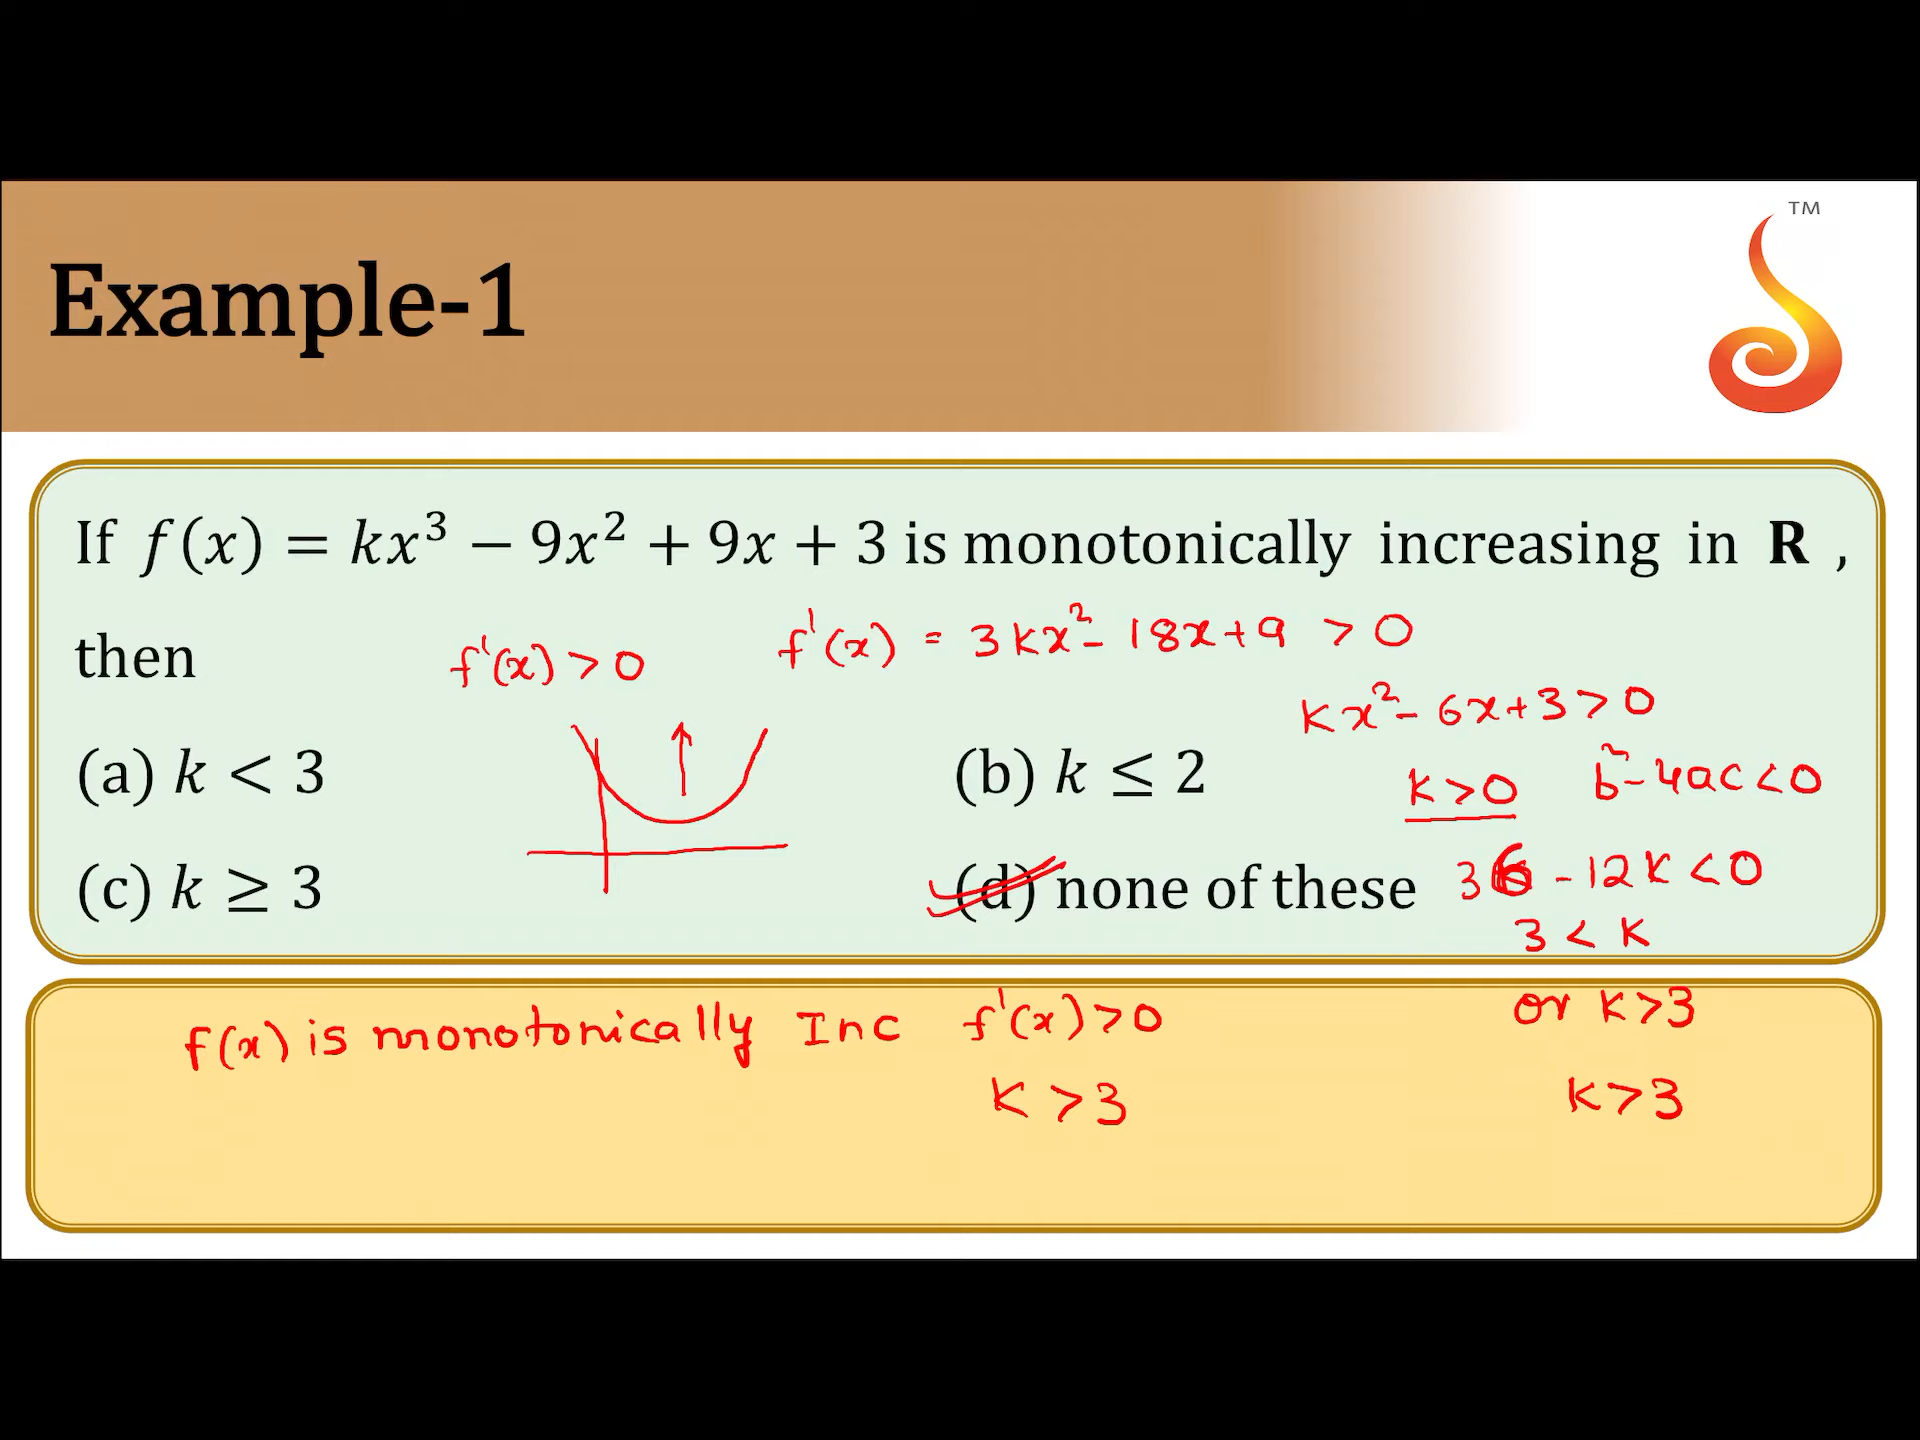 TM
Example-1
If f(x) = kx³ − 9x² + 9x + 3 is monotonically increasing in R ,
then
f'(x) > 0
f'(x) = 3kx² - 18x + 9 > 0
kx² - 6x + 3 > 0
(a) k < 3
(b) k ≤ 2
k > 0
b² - 4ac < 0
(c) k ≥ 3
(d) none of these
36 - 12k < 0
3 < k
f(x) is monotonically Inc f'(x) > 0
or k > 3
k > 3
k > 3